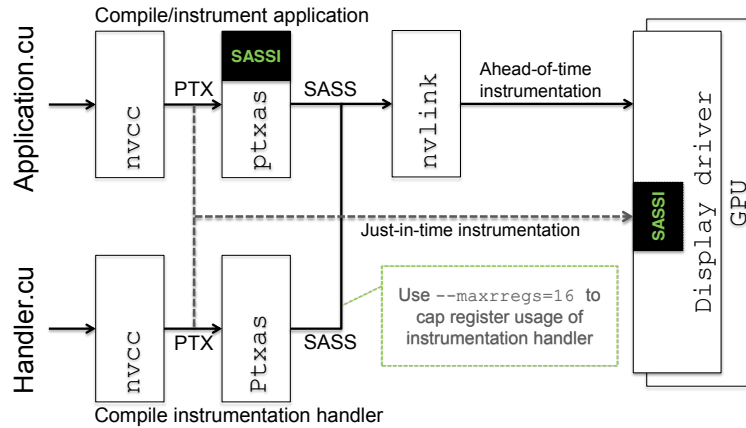 Compile/instrument application
Application.cu
nvcc
PTX
SASSI
ptxas
SASS
nvlink
Ahead-of-time
instrumentation
Display driver
GPU
SASSI
Just-in-time instrumentation
Handler.cu
nvcc
PTX
Ptxas
SASS
Use --maxrregs=16 to
cap register usage of
instrumentation handler
Compile instrumentation handler